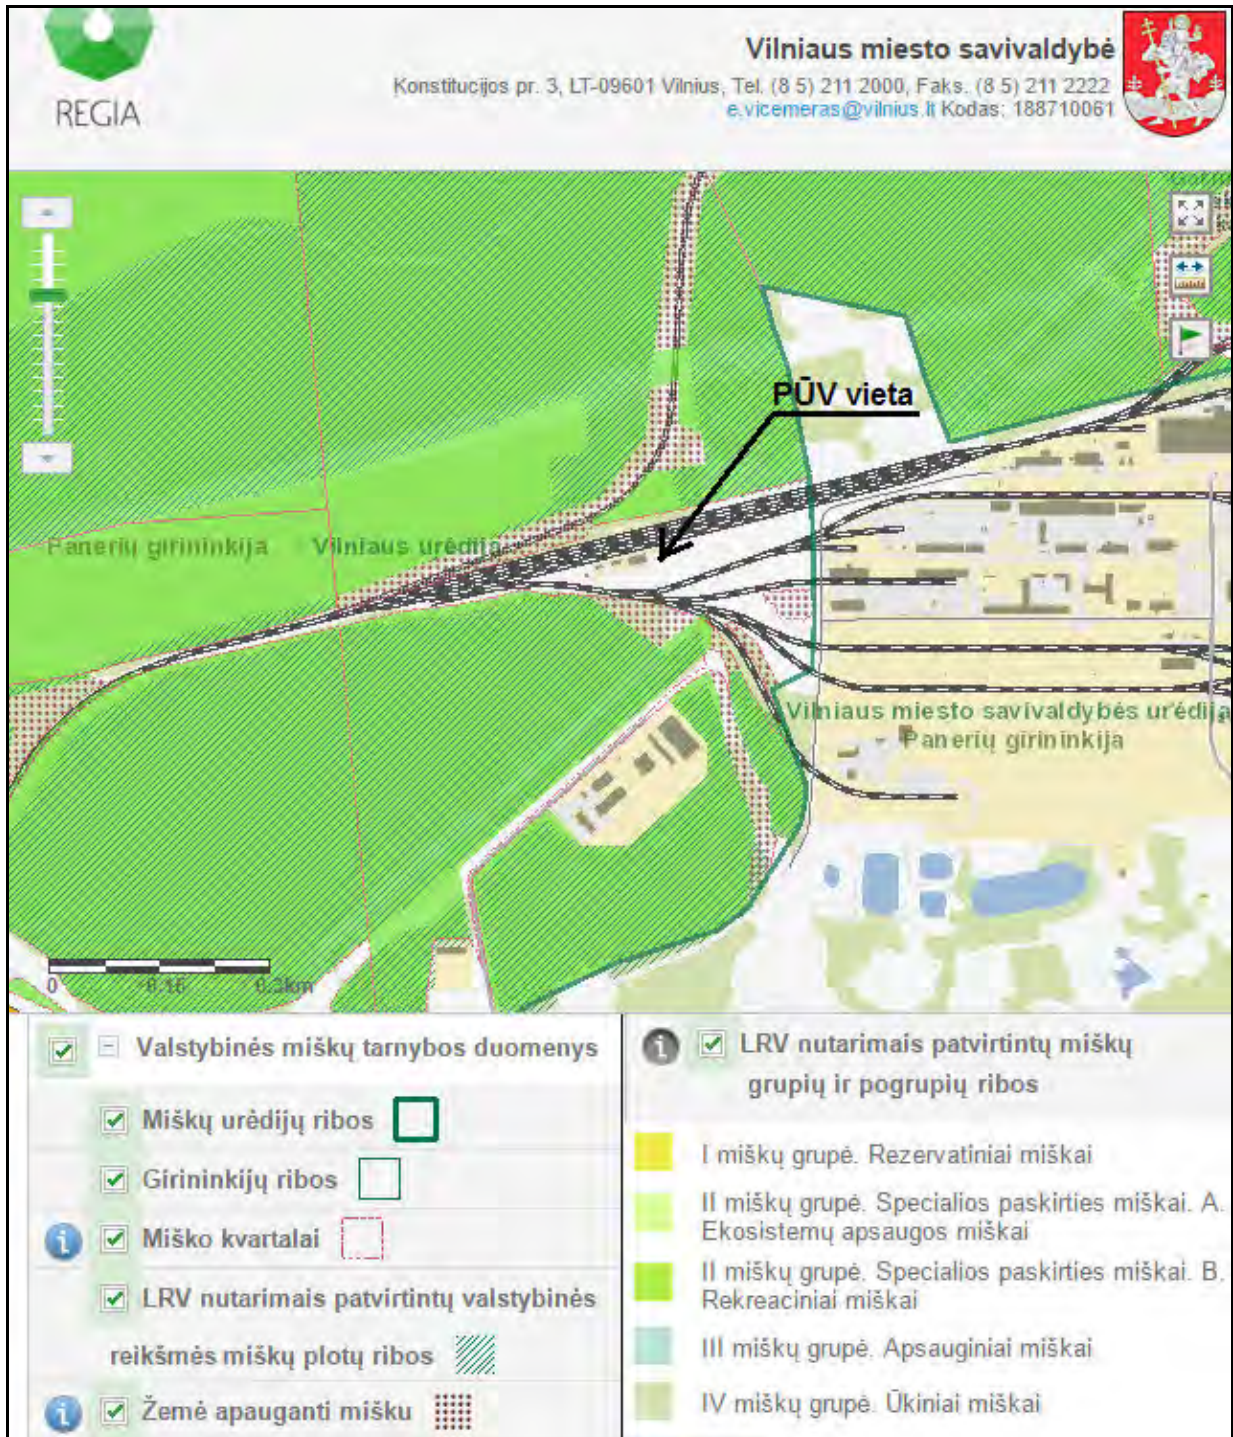 REGIA
Vilniaus miesto savivaldybė
Konstitucijos pr. 3, LT-09601 Vilnius, Tel. (8 5) 211 2000, Faks. (8 5) 211 2222
e.vicemeras@vilnius.lt Kodas: 188710061
PŪV vieta
Panerių girininkija
Vilniaus urėdija
Vilniaus miesto savivaldybės urėdija
Panerių girininkija
0 0.15 0.3km
Valstybinės miškų tarnybos duomenys
Miškų urėdijų ribos
Girininkijų ribos
Miško kvartalai
LRV nutarimais patvirtintų valstybinės
reikšmės miškų plotų ribos
Žemė apauganti mišku
LRV nutarimais patvirtintų miškų
grupių ir pogrupių ribos
I miškų grupė. Rezervatiniai miškai
II miškų grupė. Specialios paskirties miškai. A.
Ekosistemų apsaugos miškai
II miškų grupė. Specialios paskirties miškai. B.
Rekreaciniai miškai
III miškų grupė. Apsauginiai miškai
IV miškų grupė. Ūkiniai miškai